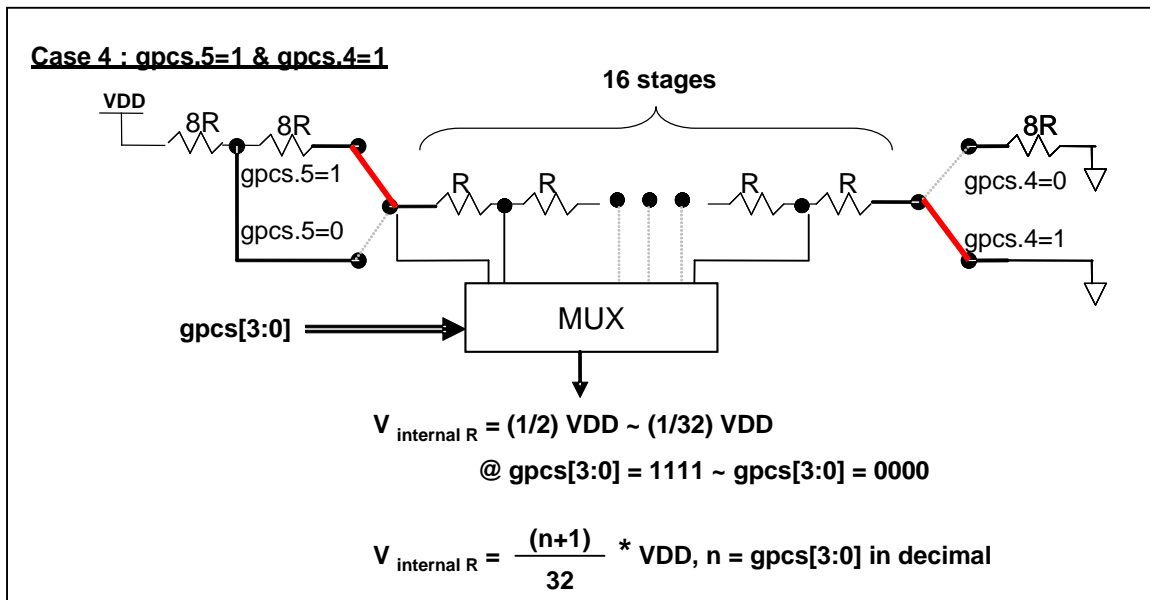 Case 4 : gpcs.5=1 & gpcs.4=1
16 stages
VDD
8R
8R
8R
gpcs.5=1
R
R
R
R
gpcs.4=0
gpcs.5=0
gpcs.4=1
MUX
gpcs[3:0]
V internal R = (1/2) VDD ~ (1/32) VDD
@ gpcs[3:0] = 1111 ~ gpcs[3:0] = 0000
V internal R = (n+1) / 32 * VDD, n = gpcs[3:0] in decimal